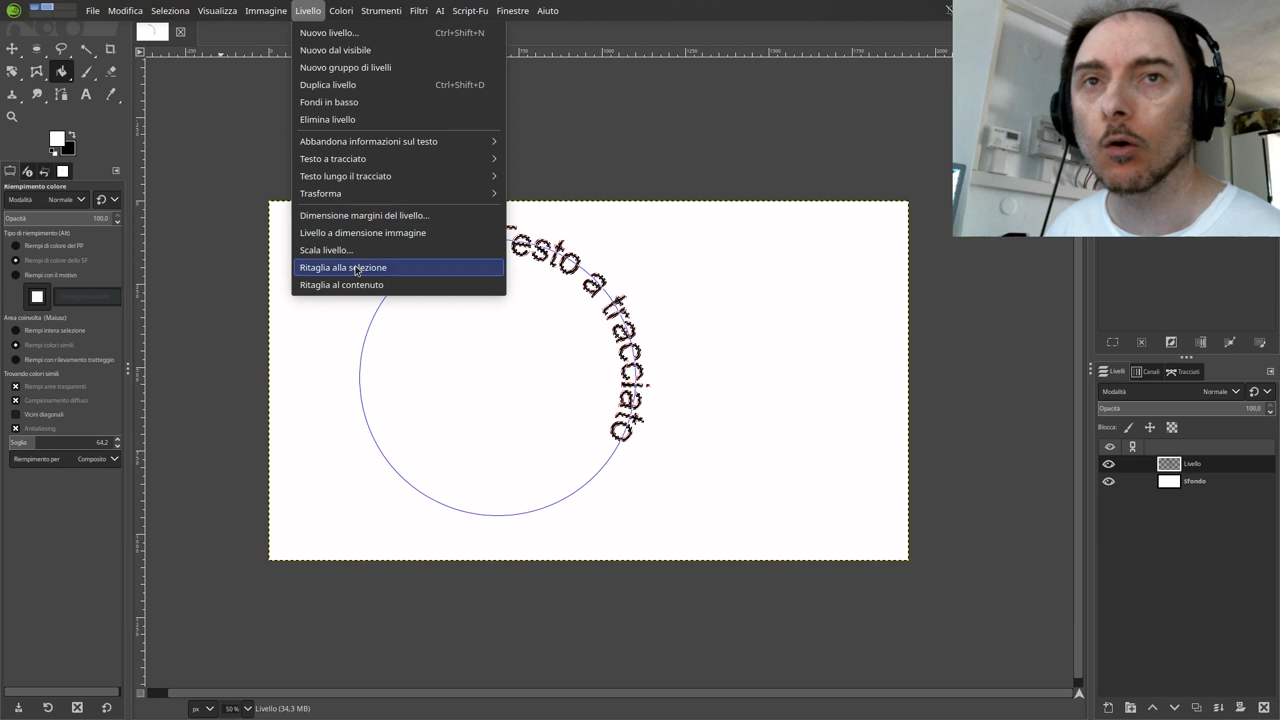 File Modifica Seleziona Visualizza Immagine Livello Colori Strumenti Filtri AI Script-Fu Finestre Aiuto
Nuovo livello... Ctrl+Shift+N
Nuovo dal visibile
Nuovo gruppo di livelli
Duplica livello Ctrl+Shift+D
Fondi in basso
Elimina livello
Abbandona informazioni sul testo
Testo a tracciato
Testo lungo il tracciato
Trasforma
Dimensione margini del livello...
Livello a dimensione immagine
Scala livello...
Ritaglia alla selezione
Ritaglia al contenuto
Riempimento colore
Modalità Normale
Opacità 100,0
Tipo di riempimento (Alt)
Riempi di colore del PP
Riempi di colore dello SF
Riempi con il motivo
Area coinvolta (Maiusc)
Riempi intera selezione
Riempi colori simili
Riempi con rilevamento tratteggio
Trovando colori simili
Riempi aree trasparenti
Campionamento diffuso
Vicini diagonali
Antialiasing
Soglia 64,2
Riempimento per Composito
esto a tracciato
Livelli Canali Tracciati
Modalità Normale
Opacità 100,0
Blocca:
Livello
Sfondo
px 50 % Livello (34,3 MB)